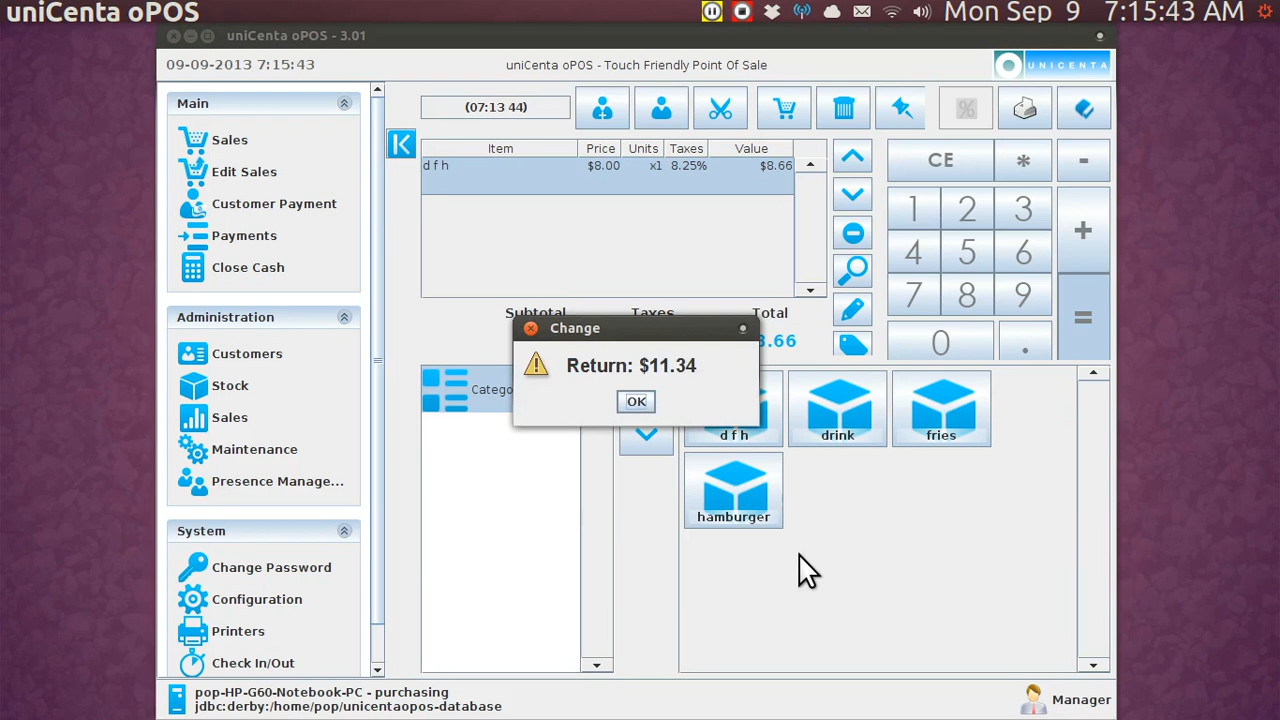 uniCenta oPOS
Mon Sep 9 7:15:43 AM
uniCenta oPOS - 3.01
09-09-2013 7:15:43
uniCenta oPOS - Touch Friendly Point Of Sale
UNICENTA
Main
Sales
Edit Sales
Customer Payment
Payments
Close Cash
Administration
Customers
Stock
Sales
Maintenance
Presence Manage...
System
Change Password
Configuration
Printers
Check In/Out
(07:13 44)
%
Item Price Units Taxes Value
d f h $8.00 x1 8.25% $8.66
CE * -
1 2 3 +
4 5 6
7 8 9 =
0 .
Subtotal Taxes Total
.66
Change
Return: $11.34
OK
Catego
d f h
drink
fries
hamburger
pop-HP-G60-Notebook-PC - purchasing
jdbc:derby:/home/pop/unicentaopos-database
Manager